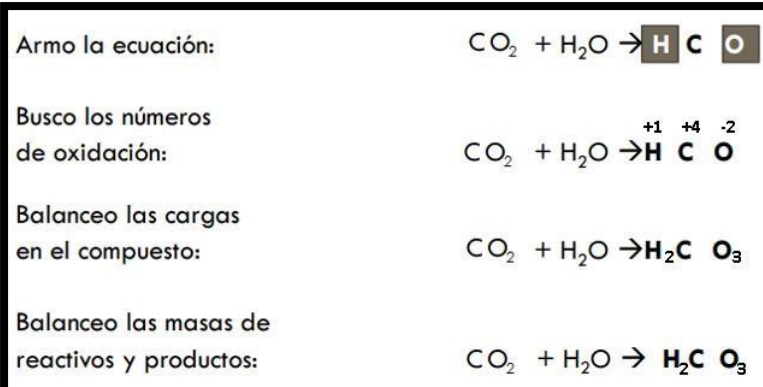 Armo la ecuación: CO₂ + H₂O → H C O
Busco los números
+1 +4 -2
de oxidación: CO₂ + H₂O → H C O
Balanceo las cargas
en el compuesto: CO₂ + H₂O → H₂C O₃
Balanceo las masas de
reactivos y productos: CO₂ + H₂O → H₂C O₃